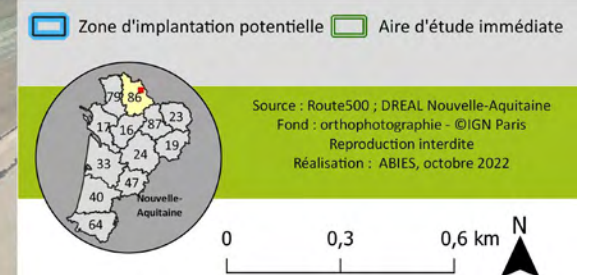 Zone d'implantation potentielle Aire d'étude immédiate
Source : Route500 ; DREAL Nouvelle-Aquitaine
Fond : orthophotographie - ©IGN Paris
Reproduction interdite
Réalisation : ABIES, octobre 2022
79 86
17 16 87 23
19
33 24
47
40
Nouvelle-
Aquitaine
64
0 0,3 0,6 km N